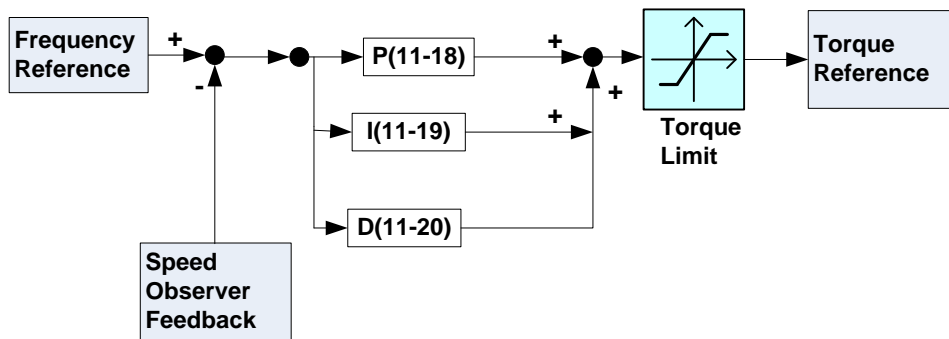 Frequency
Reference
+
-
P(11-18)
I(11-19)
D(11-20)
+
+
+
Torque
Limit
Torque
Reference
Speed
Observer
Feedback